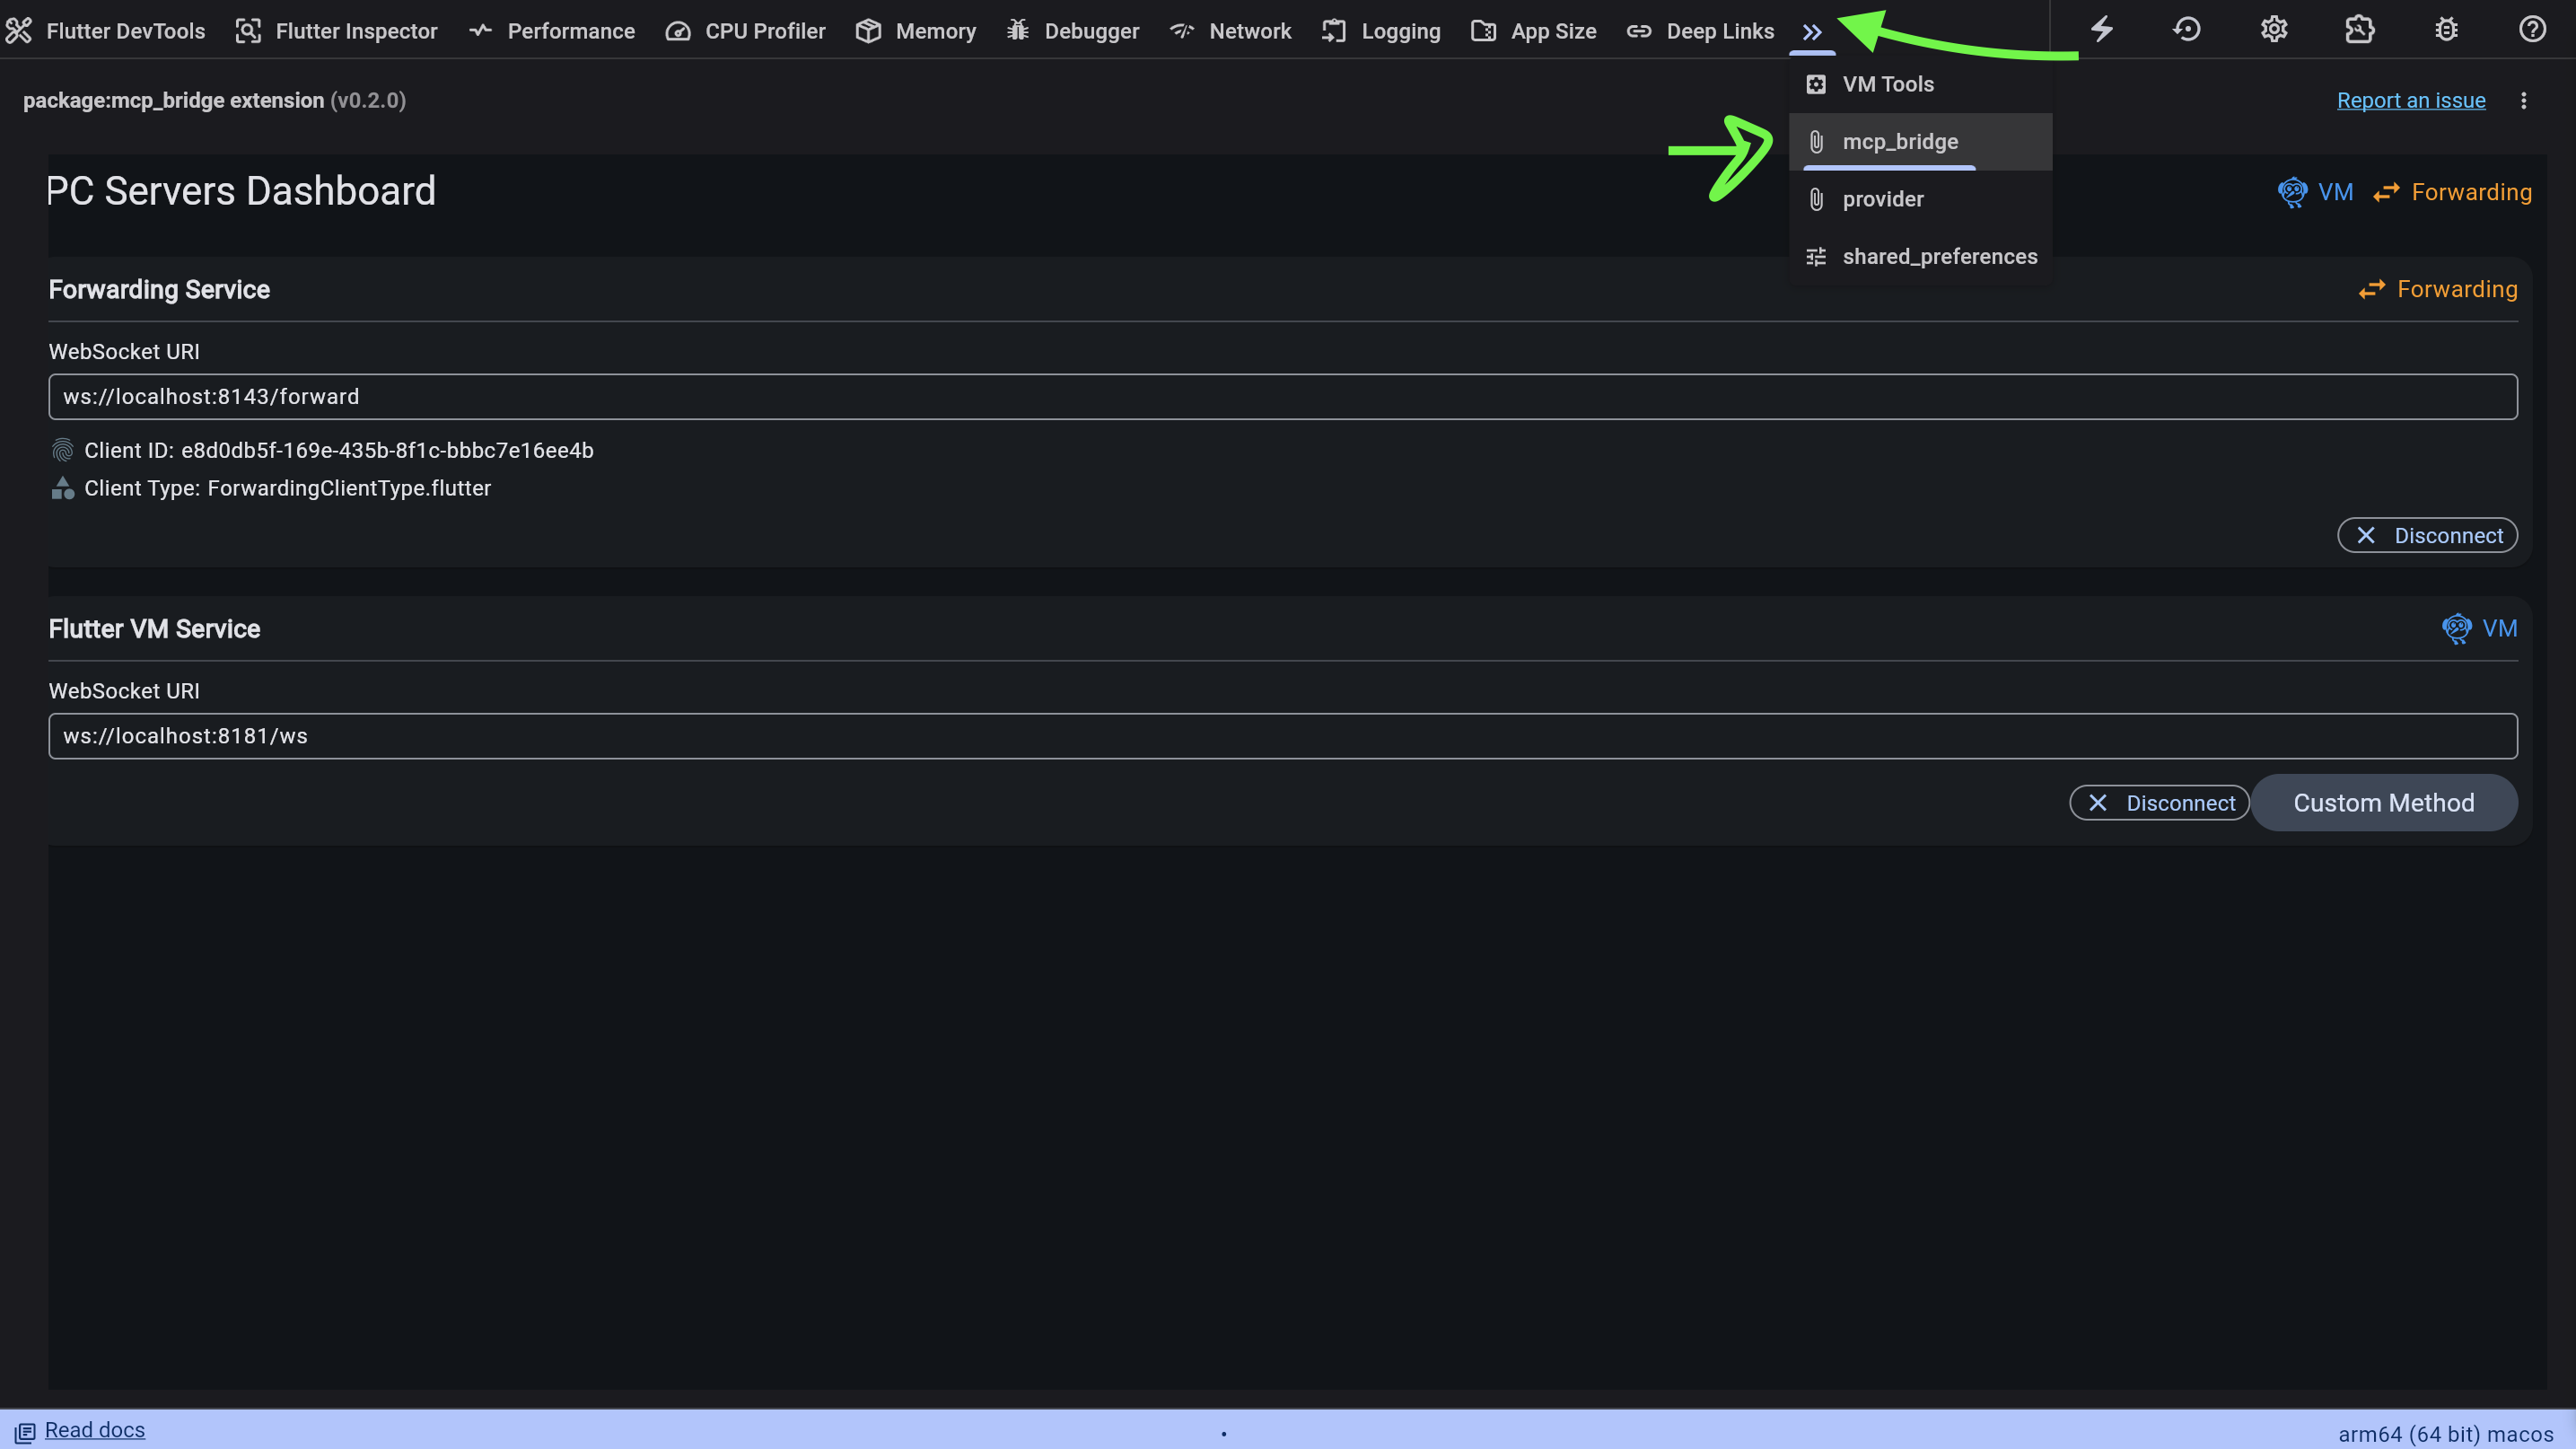 Flutter DevTools Flutter Inspector Performance CPU Profiler Memory Debugger Network Logging App Size Deep Links
VM Tools
package:mcp_bridge extension (v0.2.0) Report an issue
mcp_bridge
PC Servers Dashboard VM Forwarding
provider
shared_preferences
Forwarding Service Forwarding
WebSocket URI
ws://localhost:8143/forward
Client ID: e8d0db5f-169e-435b-8f1c-bbbc7e16ee4b
Client Type: ForwardingClientType.flutter
Disconnect
Flutter VM Service VM
WebSocket URI
ws://localhost:8181/ws
Disconnect Custom Method
Read docs • arm64 (64 bit) macos